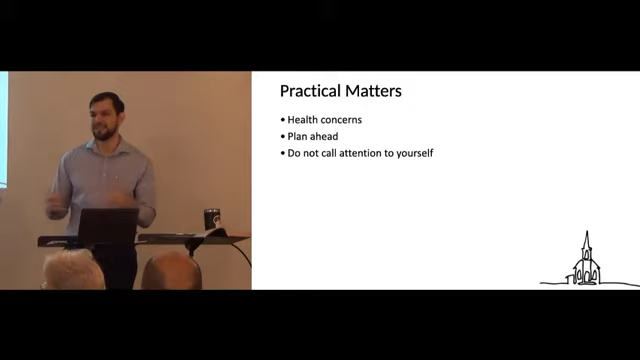 Practical Matters
• Health concerns
• Plan ahead
• Do not call attention to yourself